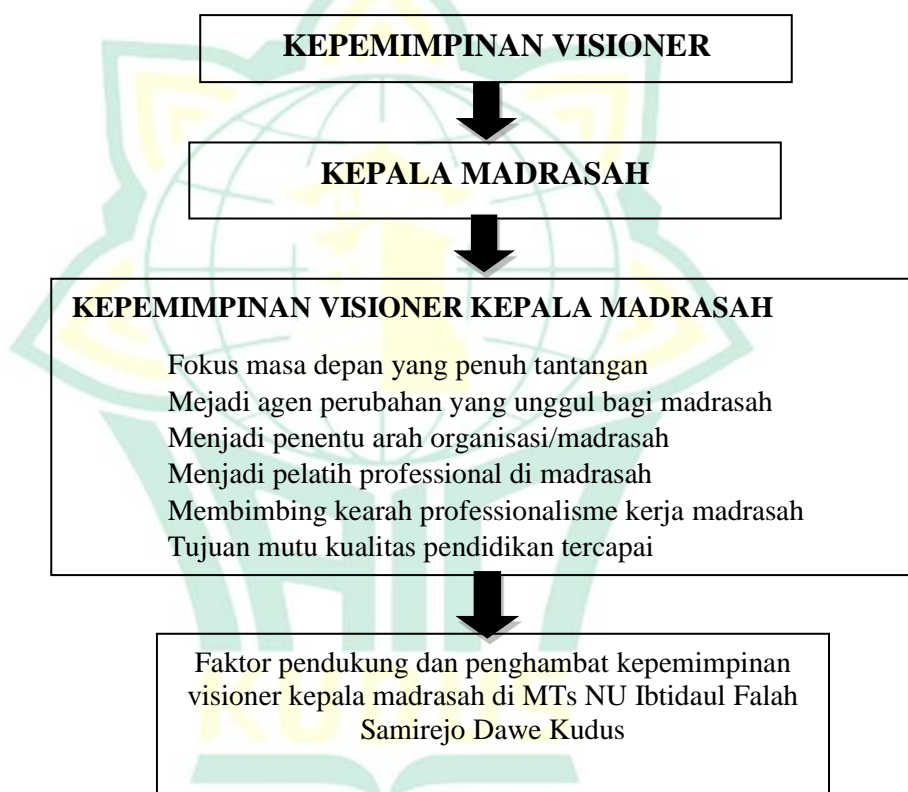 KEPEMIMPINAN VISIONER
KEPALA MADRASAH
KEPEMIMPINAN VISIONER KEPALA MADRASAH
Fokus masa depan yang penuh tantangan
Mejadi agen perubahan yang unggul bagi madrasah
Menjadi penentu arah organisasi/madrasah
Menjadi pelatih professional di madrasah
Membimbing kearah professionalisme kerja madrasah
Tujuan mutu kualitas pendidikan tercapai
Faktor pendukung dan penghambat kepemimpinan
visioner kepala madrasah di MTs NU Ibtidaul Falah
Samirejo Dawe Kudus
KUDUS